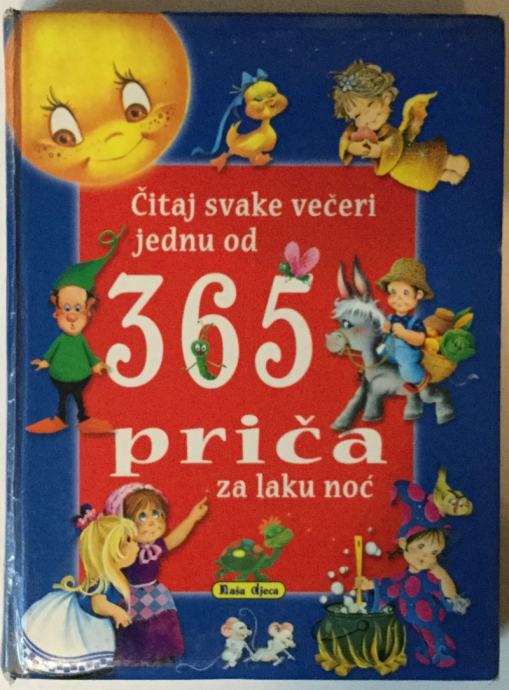 Čitaj svake večeri
jednu od
365
priča
za laku noć
Naša djeca